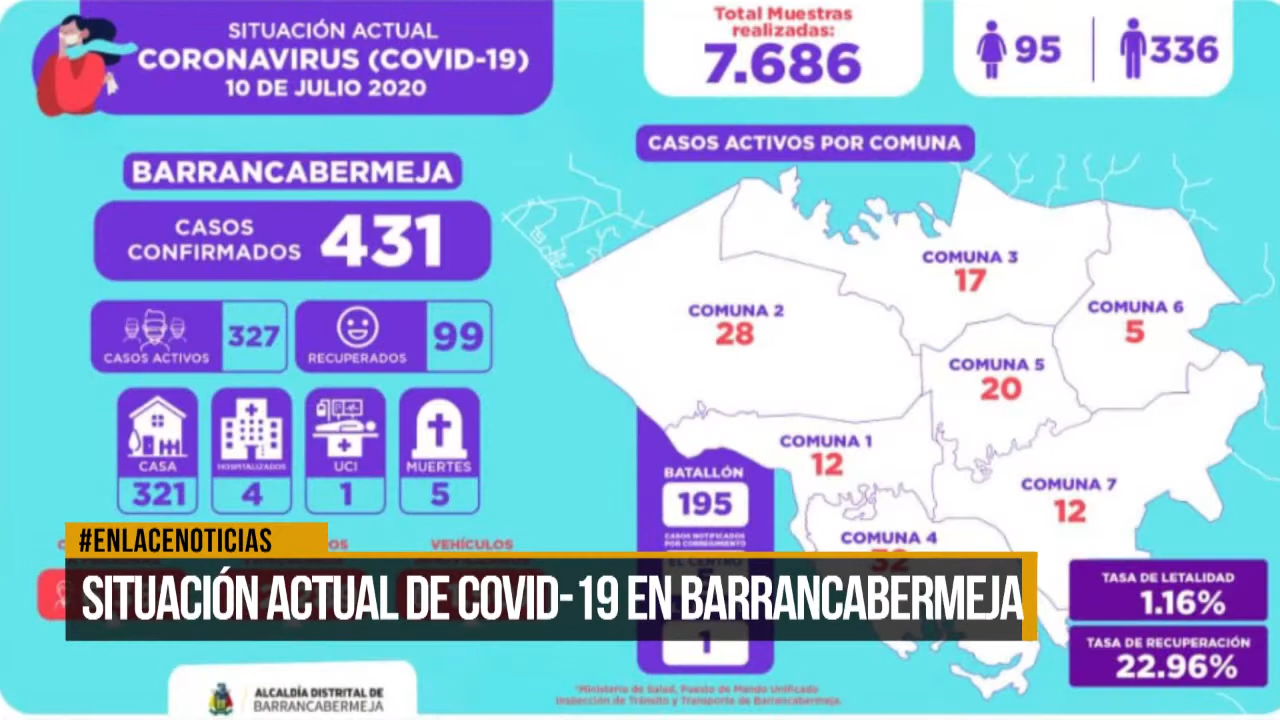 SITUACIÓN ACTUAL
CORONAVIRUS (COVID-19)
10 DE JULIO 2020
Total Muestras
realizadas:
7.686
95
336
BARRANCABERMEJA
CASOS
CONFIRMADOS
431
CASOS ACTIVOS
327
RECUPERADOS
99
CASA
321
HOSPITALIZADOS
4
UCI
1
MUERTES
5
CASOS ACTIVOS POR COMUNA
COMUNA 3
17
COMUNA 2
28
COMUNA 6
5
COMUNA 5
20
COMUNA 1
12
COMUNA 7
12
COMUNA 4
32
BATALLÓN
195
CASOS NOTIFICADOS
POR CORREGIMIENTO
EL CENTRO
5
1
VEHÍCULOS
#ENLACENOTICIAS
SITUACIÓN ACTUAL DE COVID-19 EN BARRANCABERMEJA
TASA DE LETALIDAD
1.16%
TASA DE RECUPERACIÓN
22.96%
ALCALDÍA DISTRITAL DE
BARRANCABERMEJA
*Ministerio de Salud, Puesto de Mando Unificado
Inspección de Tránsito y Transporte de Barrancabermeja.